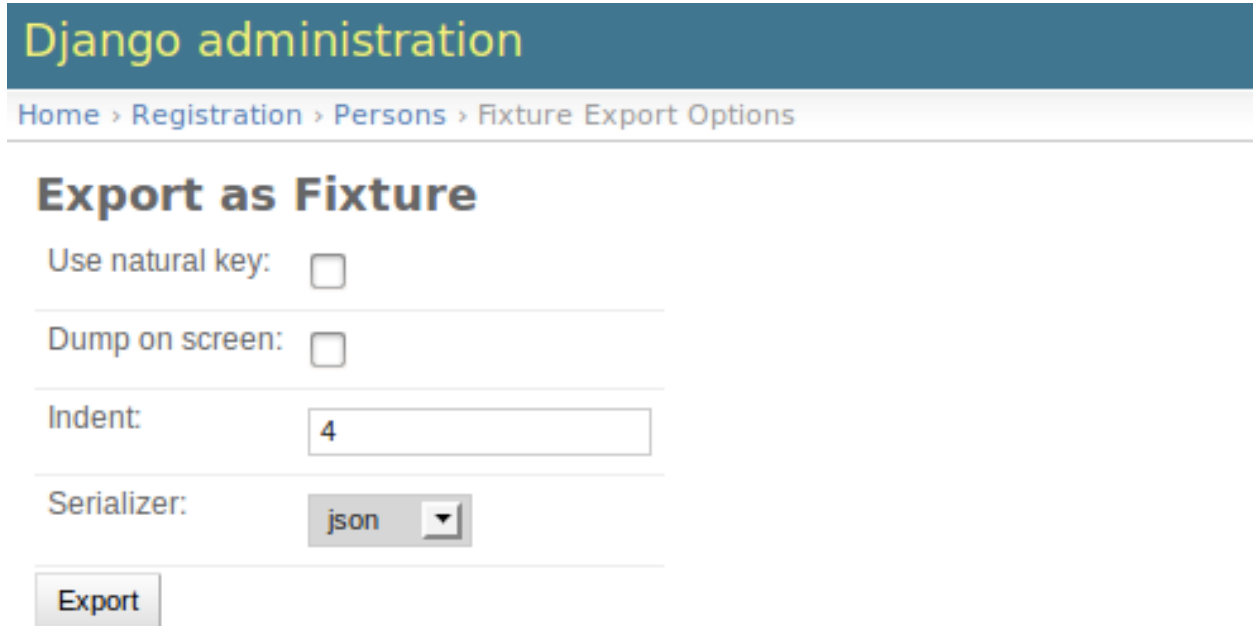 Django administration
Home › Registration › Persons › Fixture Export Options
Export as Fixture
Use natural key:
Dump on screen:
Indent: 4
Serializer: json
Export